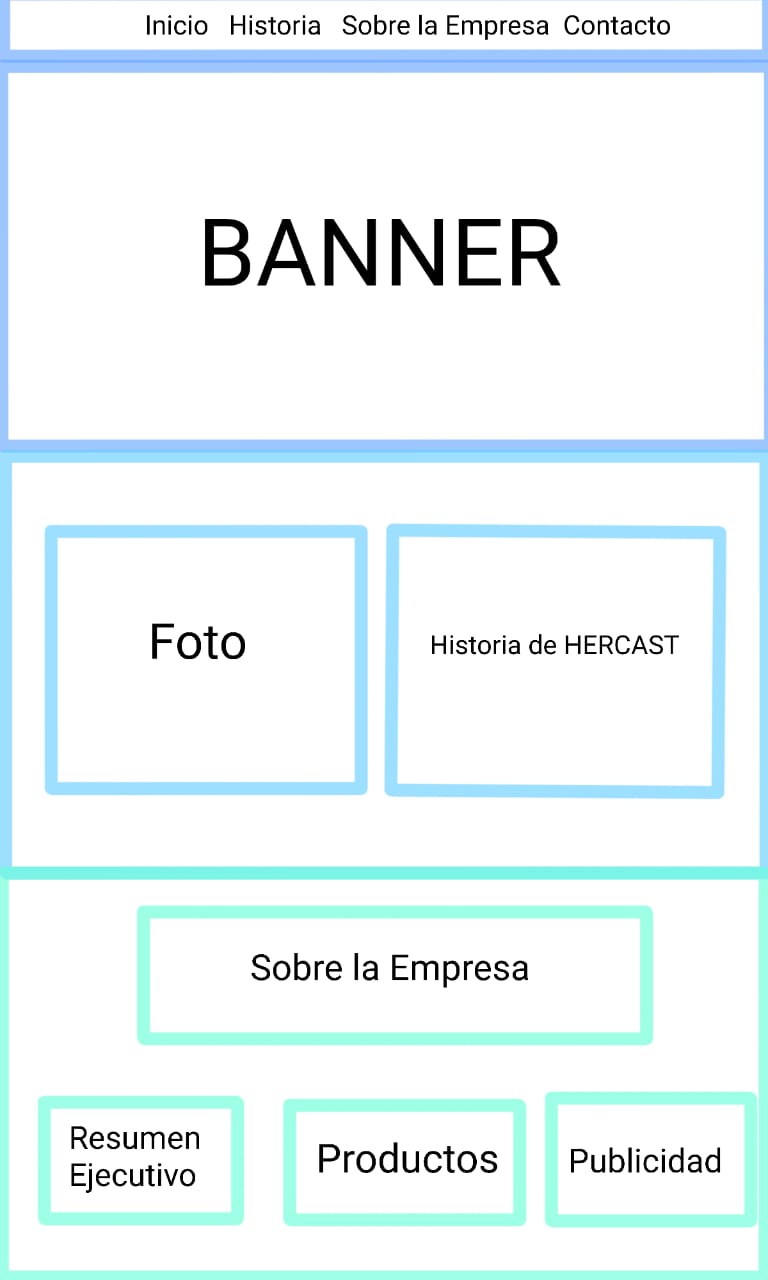 Inicio Historia Sobre la Empresa Contacto
BANNER
Foto
Historia de HERCAST
Sobre la Empresa
Resumen
Ejecutivo
Productos
Publicidad